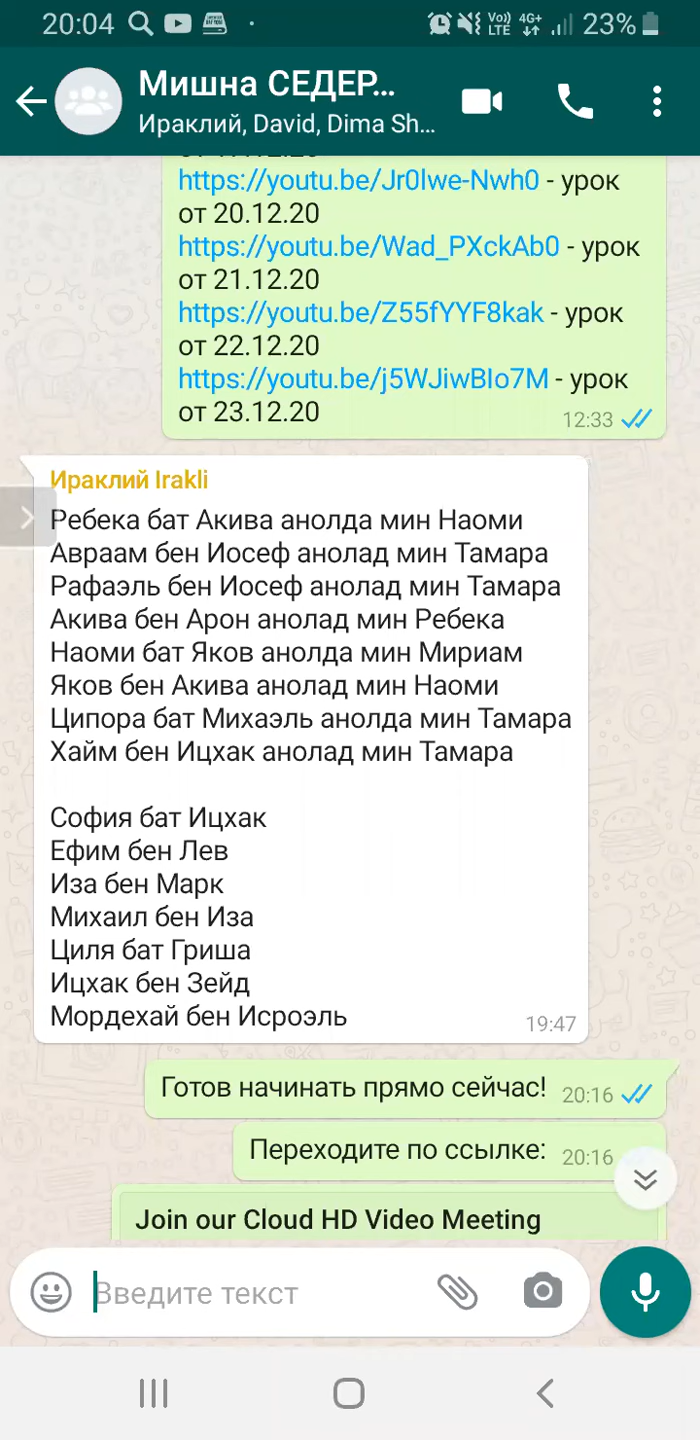 20:04
Vo))
LTE
4G+
23%
Мишна СЕДЕР...
Ираклий, David, Dima Sh...
https://youtu.be/Jr0lwe-Nwh0 - урок
от 20.12.20
https://youtu.be/Wad_PXckAb0 - урок
от 21.12.20
https://youtu.be/Z55fYYF8kak - урок
от 22.12.20
https://youtu.be/j5WJiwBIo7M - урок
от 23.12.20
12:33
Ираклий Irakli
Ребека бат Акива анолда мин Наоми
Авраам бен Иосеф анолад мин Тамара
Рафаэль бен Иосеф анолад мин Тамара
Акива бен Арон анолад мин Ребека
Наоми бат Яков анолда мин Мириам
Яков бен Акива анолад мин Наоми
Ципора бат Михаэль анолда мин Тамара
Хайм бен Ицхак анолад мин Тамара
София бат Ицхак
Ефим бен Лев
Иза бен Марк
Михаил бен Иза
Циля бат Гриша
Ицхак бен Зейд
Мордехай бен Исроэль
19:47
Готов начинать прямо сейчас! 20:16
Переходите по ссылке: 20:16
Join our Cloud HD Video Meeting
Введите текст